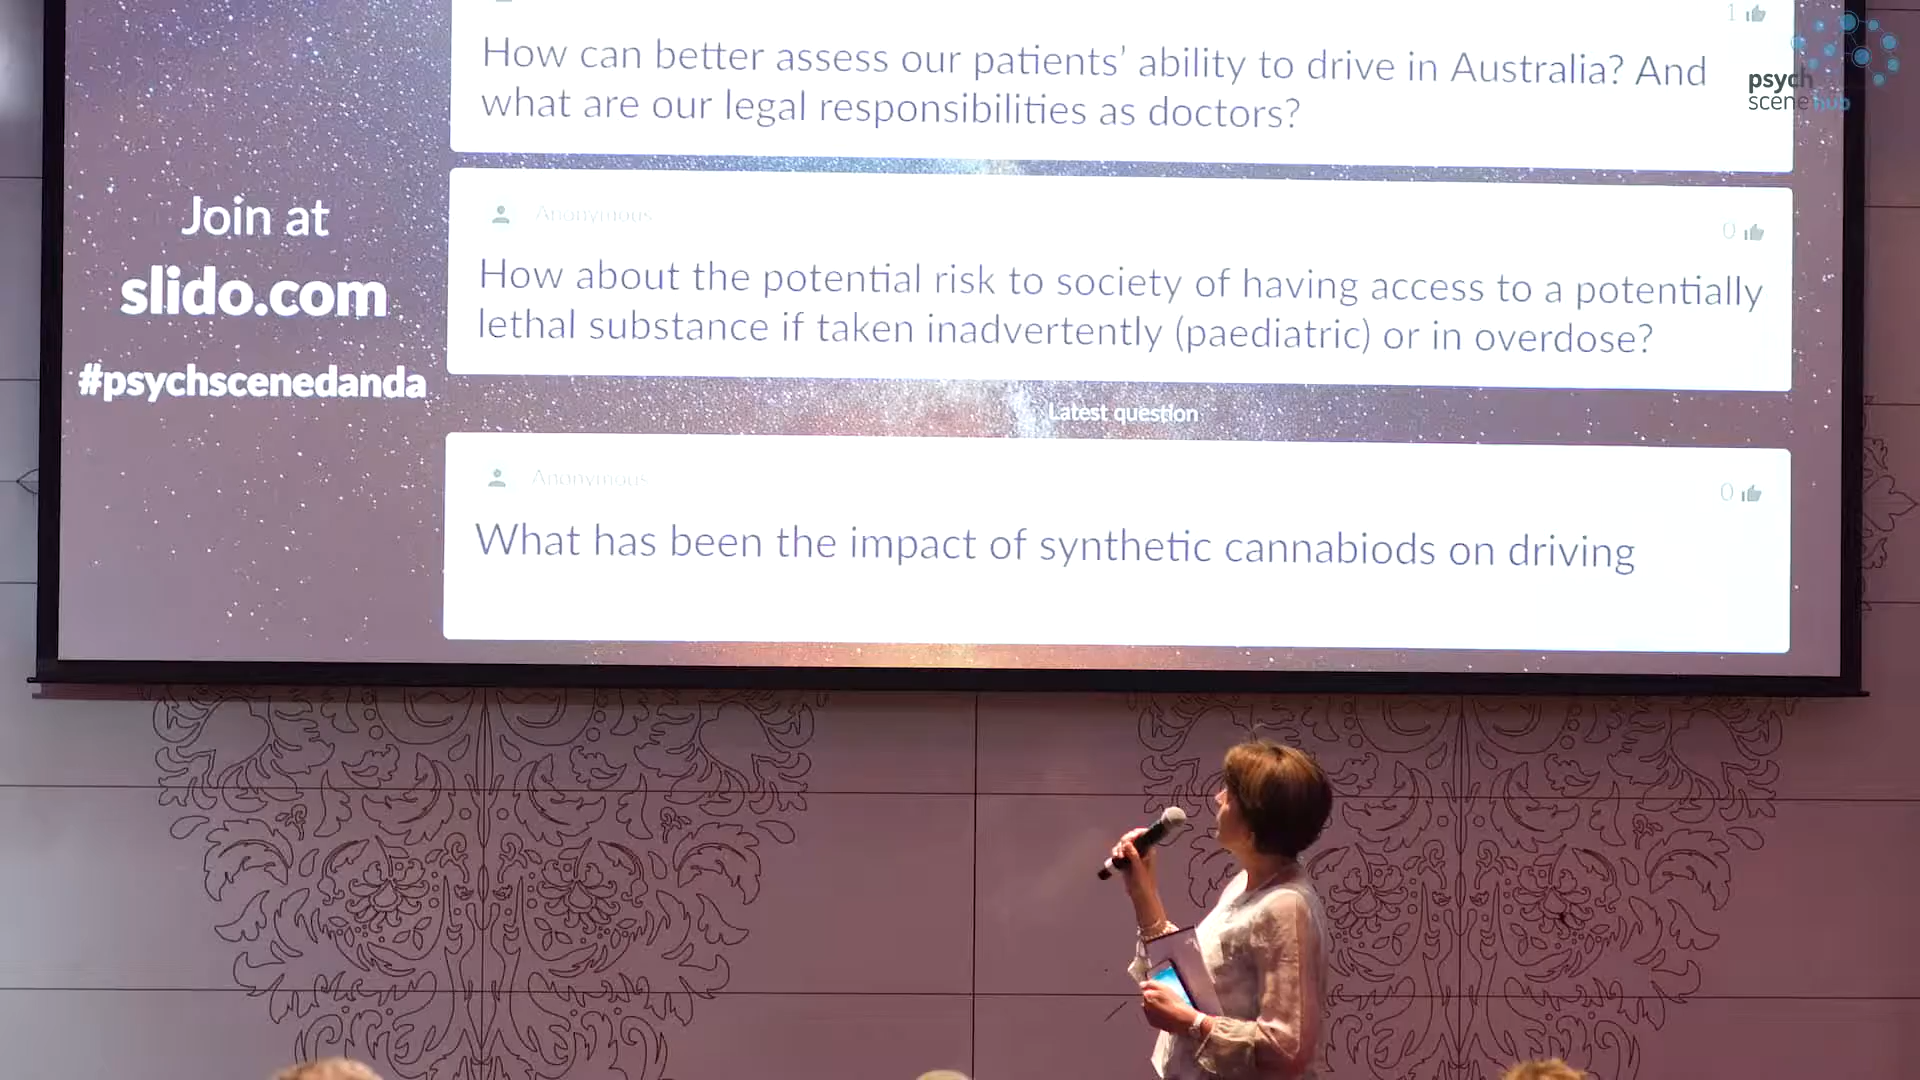 1
How can better assess our patients' ability to drive in Australia? And
what are our legal responsibilities as doctors?
psych
scene hub
Join at
slido.com
#psychscenedanda
Anonymous
0
How about the potential risk to society of having access to a potentially
lethal substance if taken inadvertently (paediatric) or in overdose?
Latest question
Anonymous
0
What has been the impact of synthetic cannabiods on driving